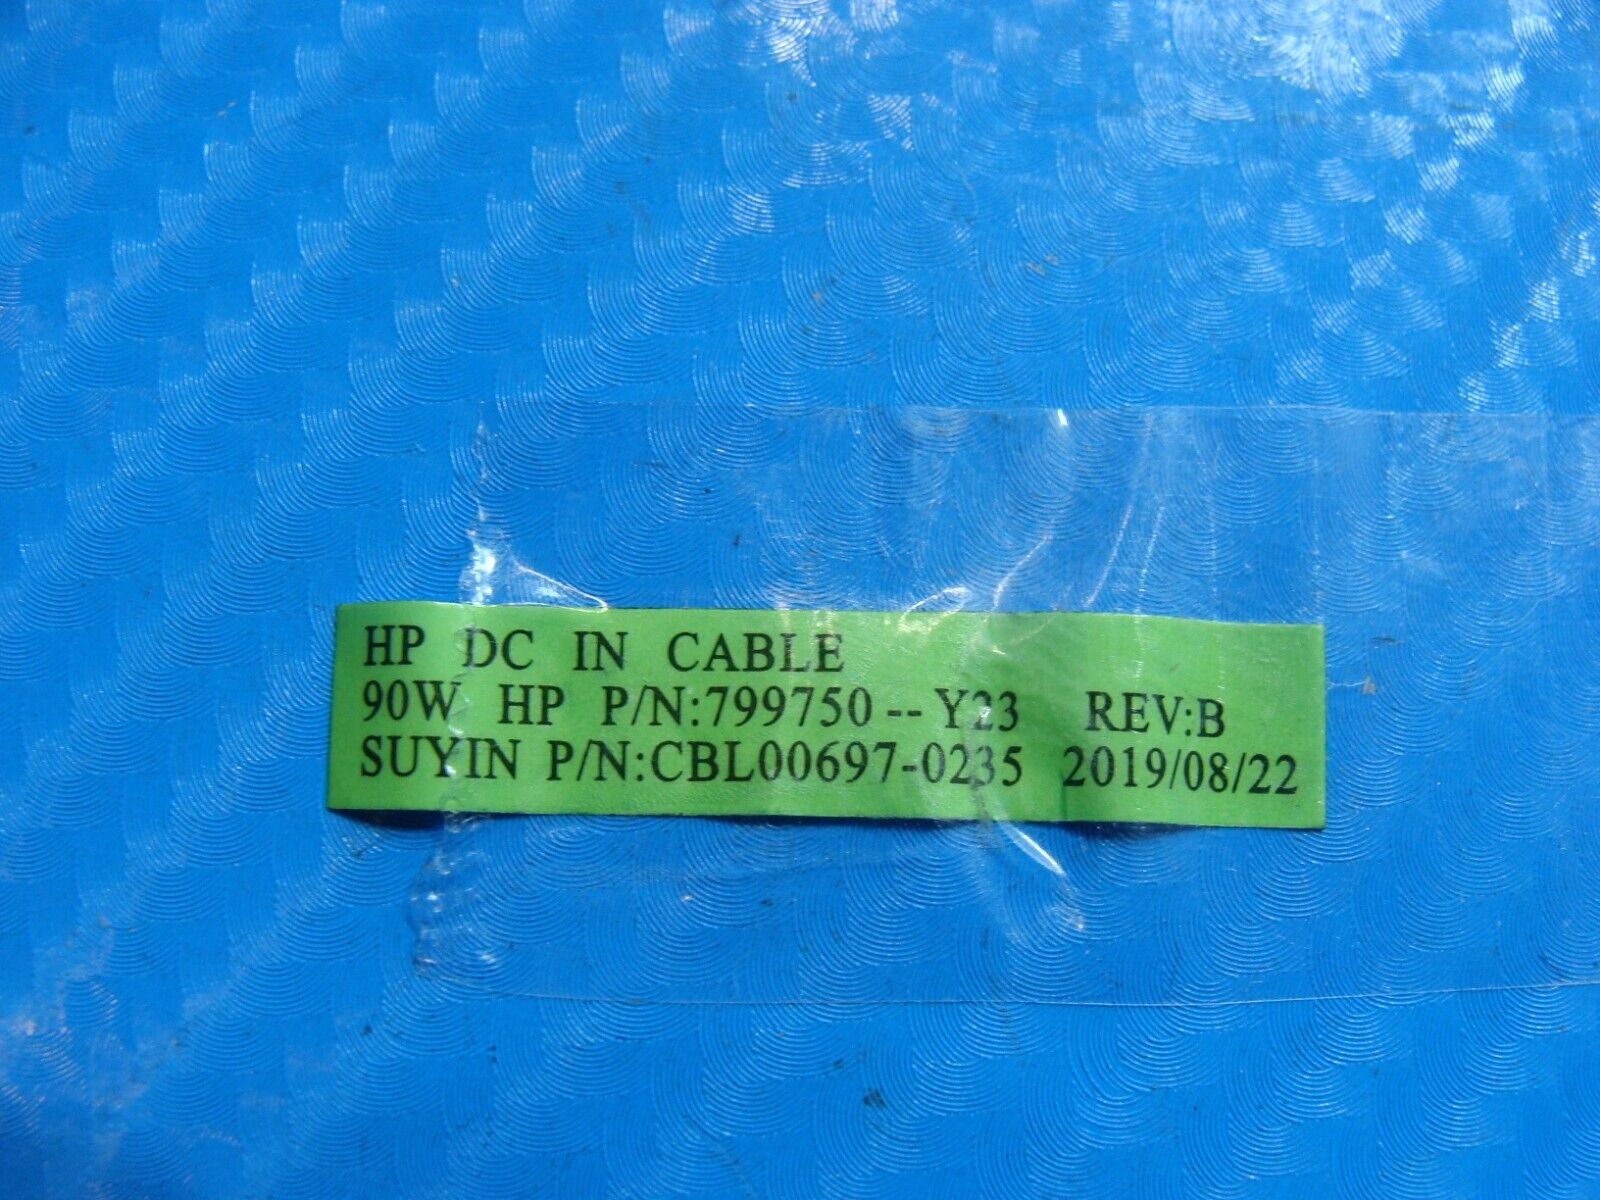 HP DC IN CABLE
90W HP P/N:799750--Y23 REV:B
SUYIN P/N:CBL00697-0235 2019/08/22